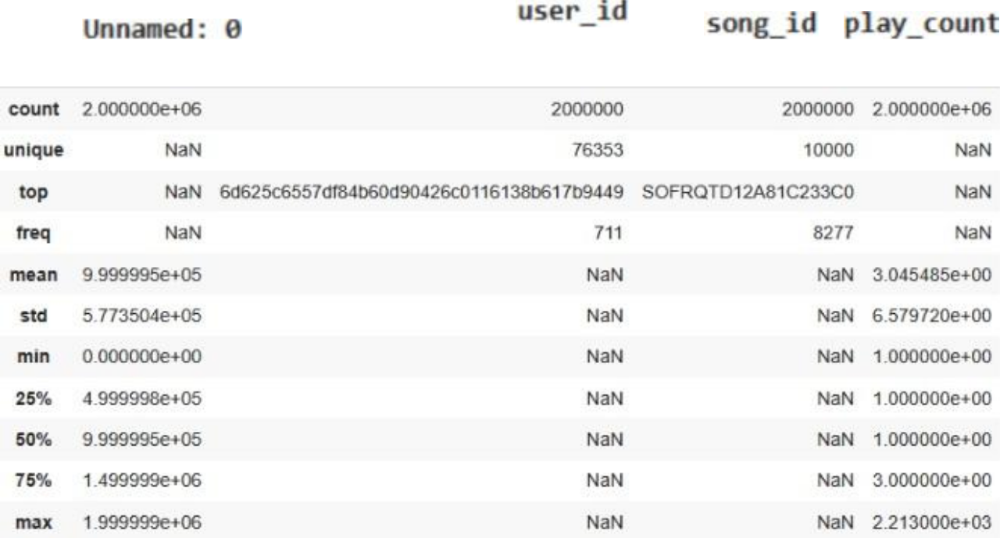 Unnamed: 0 user_id song_id play_count
count 2.000000e+06 2000000 2000000 2.000000e+06
unique NaN 76353 10000 NaN
top NaN 6d625c6557df84b60d90426c0116138b617b9449 SOFRQTD12A81C233C0 NaN
freq NaN 711 8277 NaN
mean 9.999995e+05 NaN NaN 3.045485e+00
std 5.773504e+05 NaN NaN 6.579720e+00
min 0.000000e+00 NaN NaN 1.000000e+00
25% 4.999998e+05 NaN NaN 1.000000e+00
50% 9.999995e+05 NaN NaN 1.000000e+00
75% 1.499999e+06 NaN NaN 3.000000e+00
max 1.999999e+06 NaN NaN 2.213000e+03